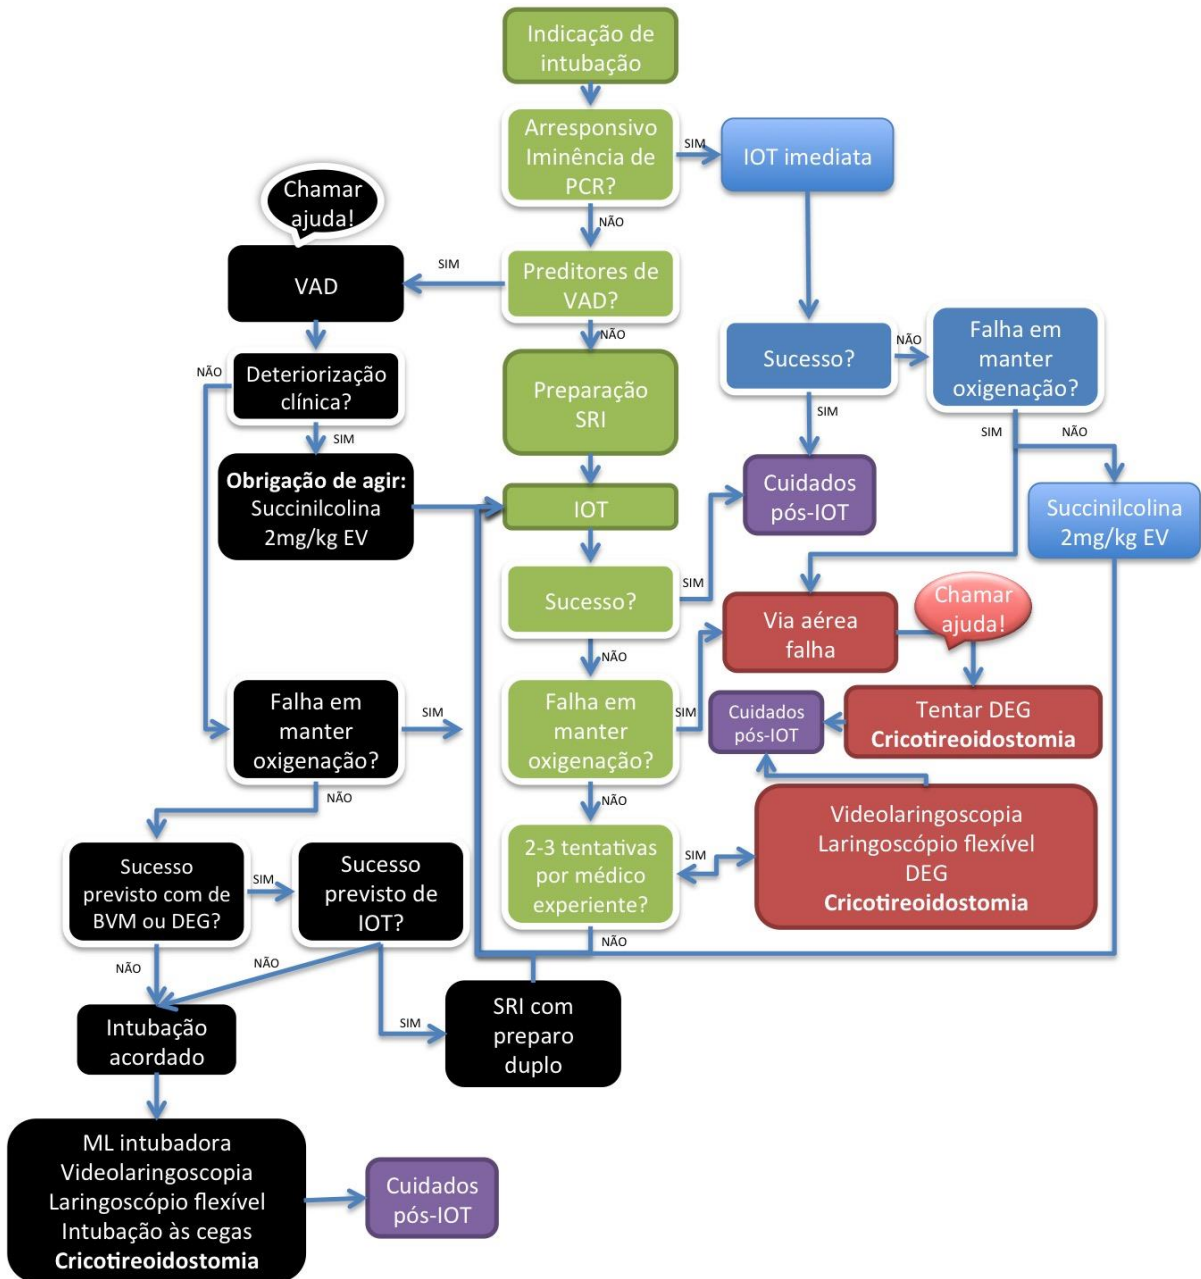 Indicação de
intubação
Arresponsivo
Iminência de
PCR?
SIM
IOT imediata
NÃO
Chamar
ajuda!
VAD
SIM
Preditores de
VAD?
NÃO
Deteriorização
clínica?
NÃO
SIM
Preparação
SRI
Sucesso?
NÃO
Falha em
manter
oxigenação?
SIM
SIM
NÃO
Obrigação de agir:
Succinilcolina
2mg/kg EV
IOT
Cuidados
pós-IOT
Succinilcolina
2mg/kg EV
Sucesso?
SIM
NÃO
Via aérea
falha
Chamar
ajuda!
Falha em
manter
oxigenação?
SIM
NÃO
Falha em
manter
oxigenação?
SIM
NÃO
Cuidados
pós-IOT
Tentar DEG
Cricotireoidostomia
Sucesso
previsto com de
BVM ou DEG?
SIM
NÃO
Sucesso
previsto de
IOT?
NÃO
SIM
2-3 tentativas
por médico
experiente?
SIM
NÃO
Videolaringoscopia
Laringoscópio flexível
DEG
Cricotireoidostomia
Intubação
acordado
SRI com
preparo
duplo
ML intubadora
Videolaringoscopia
Laringoscópio flexível
Intubação às cegas
Cricotireoidostomia
Cuidados
pós-IOT